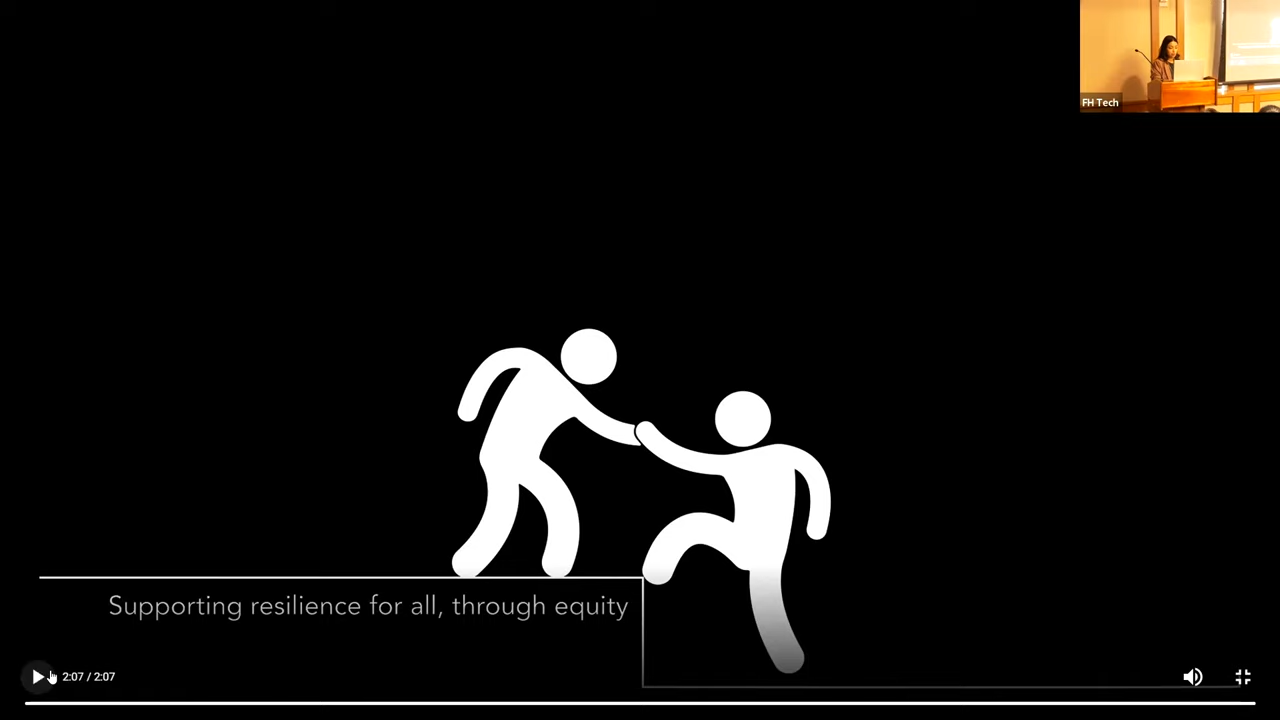 FH Tech
Supporting resilience for all, through equity
2:07 / 2:07